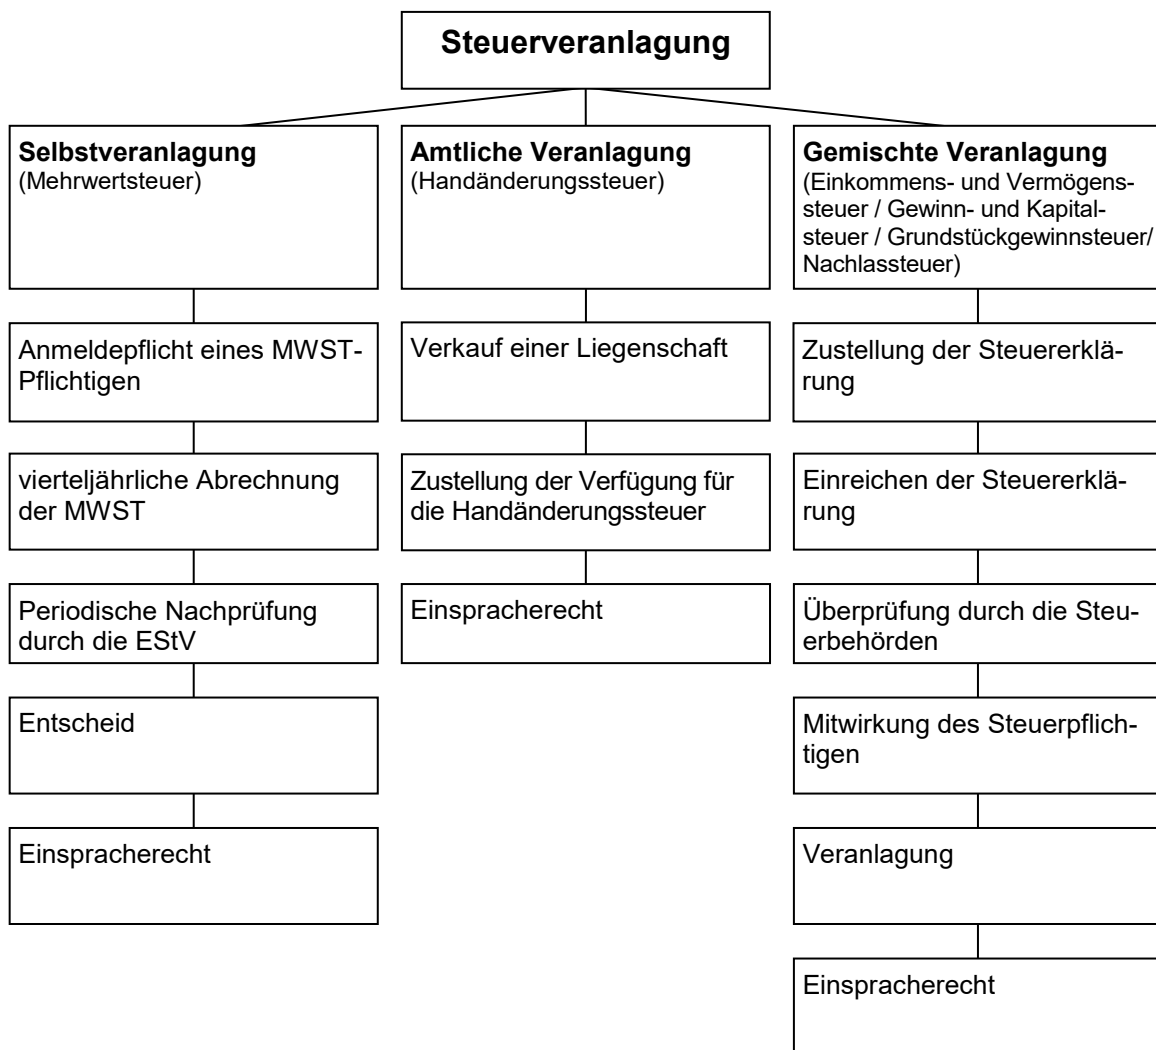 Steuerveranlagung
Selbstveranlagung
(Mehrwertsteuer)
Anmeldepflicht eines MWST-
Pflichtigen
vierteljährliche Abrechnung
der MWST
Periodische Nachprüfung
durch die EStV
Entscheid
Einspracherecht
Amtliche Veranlagung
(Handänderungssteuer)
Verkauf einer Liegenschaft
Zustellung der Verfügung für
die Handänderungssteuer
Einspracherecht
Gemischte Veranlagung
(Einkommens- und Vermögens-
steuer / Gewinn- und Kapital-
steuer / Grundstückgewinnsteuer/
Nachlassteuer)
Zustellung der Steuererklä-
rung
Einreichen der Steuererklä-
rung
Überprüfung durch die Steu-
erbehörden
Mitwirkung des Steuerpflich-
tigen
Veranlagung
Einspracherecht